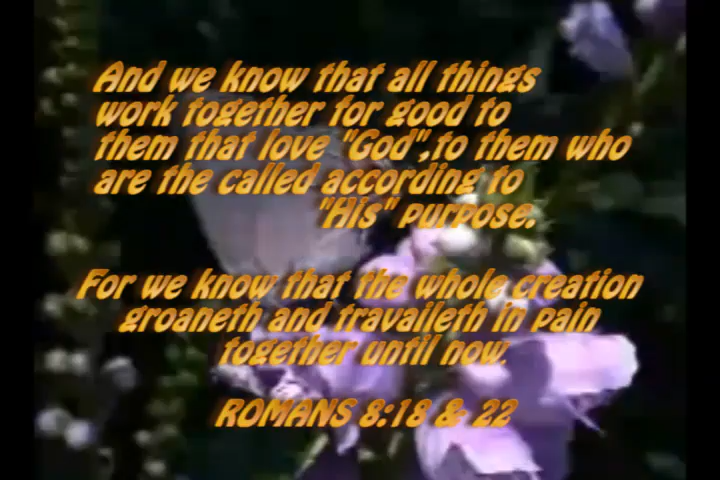 And we know that all things
work together for good to
them that love "God",to them who
are the called according to
"His" purpose.
For we know that the whole creation
groaneth and travaileth in pain
together until now.
ROMANS 8:18 & 22